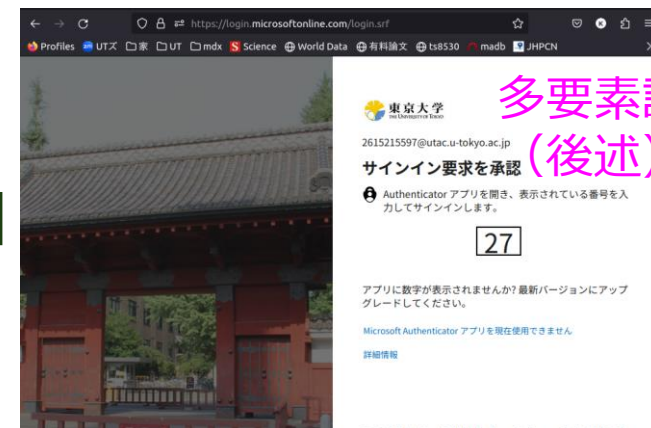 https://login.microsoftonline.com/login.srf
Profiles UTズ 家 UT mdx Science World Data 有料論文 ts8530 madb JHPCN
多要素
東京大学
THE UNIVERSITY OF TOKYO
2615215597@utac.u-tokyo.ac.jp
サインイン要求を承認
（後述）
Authenticator アプリを開き、表示されている番号を入
力してサインインします。
27
アプリに数字が表示されませんか? 最新バージョンにアップ
グレードしてください。
Microsoft Authenticator アプリを現在使用できません
詳細情報